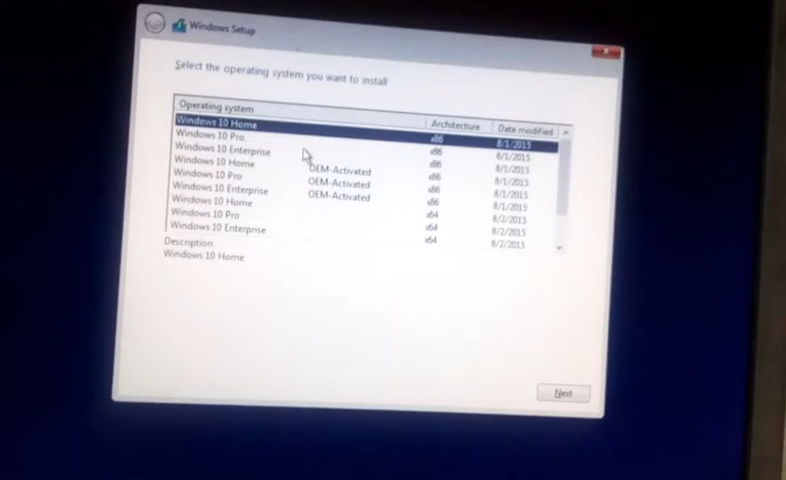 Windows Setup
Select the operating system you want to install
Operating system Architecture Date modified
Windows 10 Home x86 8/1/2015
Windows 10 Pro x86 8/1/2015
Windows 10 Enterprise x86 8/1/2015
Windows 10 Home OEM-Activated x86 8/1/2015
Windows 10 Pro OEM-Activated x86 8/1/2015
Windows 10 Enterprise OEM-Activated x86 8/1/2015
Windows 10 Home x64 8/2/2015
Windows 10 Pro x64 8/2/2015
Windows 10 Enterprise x64 8/2/2015
Description:
Windows 10 Home
Next